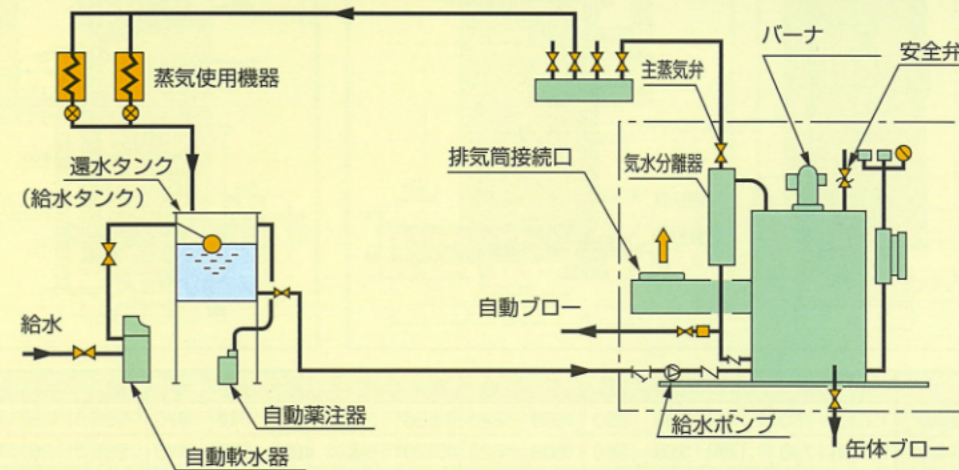 バーナ
安全弁
蒸気使用機器
主蒸気弁
排気筒接続口
気水分離器
還水タンク
(給水タンク)
自動ブロー
給水
自動薬注器
給水ポンプ
缶体ブロー
自動軟水器